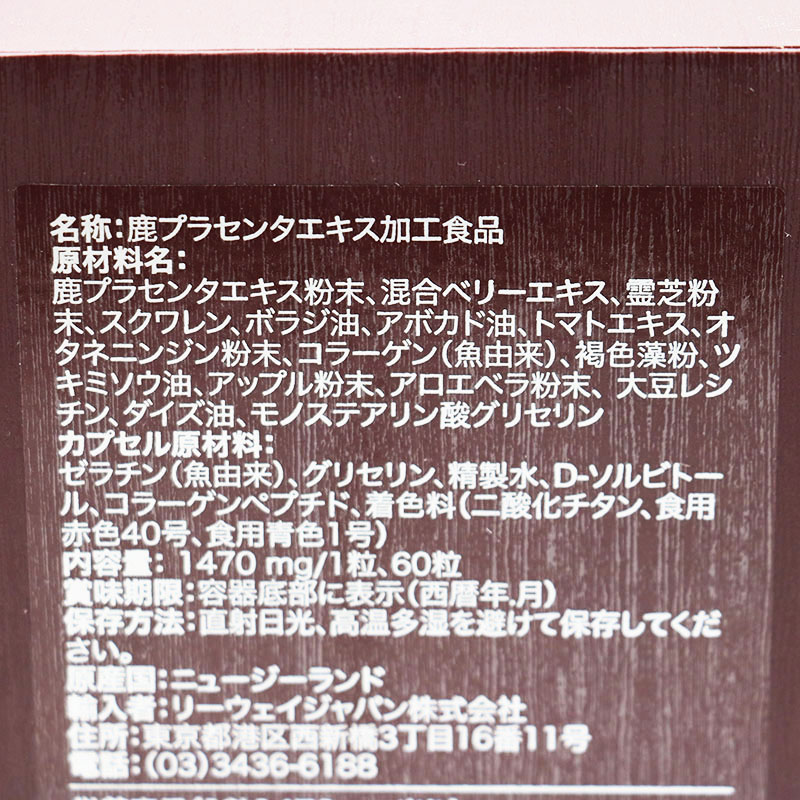 名称：鹿プラセンタエキス加工食品
原材料名：
鹿プラセンタエキス粉末、混合ベリーエキス、霊芝粉
末、スクワレン、ボラジ油、アボカド油、トマトエキス、オ
タネニンジン粉末、コラーゲン（魚由来）、褐色藻粉、ツ
キミソウ油、アップル粉末、アロエベラ粉末、大豆レシ
チン、ダイズ油、モノステアリン酸グリセリン
カプセル原材料：
ゼラチン（魚由来）、グリセリン、精製水、D-ソルビトー
ル、コラーゲンペプチド、着色料（二酸化チタン、食用
赤色40号、食用青色1号）
内容量： 1470 mg/1粒、60粒
賞味期限：容器底部に表示（西暦年.月）
保存方法：直射日光、高温多湿を避けて保存してくだ
さい。
原産国：ニュージーランド
輸入者：リーウェイジャパン株式会社
住所：東京都港区西新橋3丁目16番11号
電話：（03）3436-6188